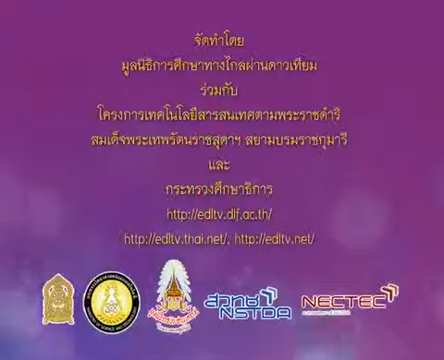 จัดทำโดย
มูลนิธิการศึกษาทางไกลผ่านดาวเทียม
ร่วมกับ
โครงการเทคโนโลยีสารสนเทศตามพระราชดำริ
สมเด็จพระเทพรัตนราชสุดาฯ สยามบรมราชกุมารี
และ
กระทรวงศึกษาธิการ
http://edltv.dlf.ac.th/
http://edltv.thai.net/, http://edltv.net/
สวทช NECTEC
NSTDA